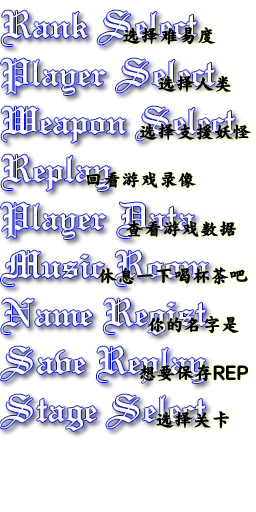 Rank Select
选择难易度
Player Select
选择人类
Weapon Select
选择支援妖怪
Replay
回看游戏录像
Player Data
查看游戏数据
Music Room
休息一下喝杯茶吧
Name Regist
你的名字是
Save Replay
想要保存REP
Stage Select
选择关卡